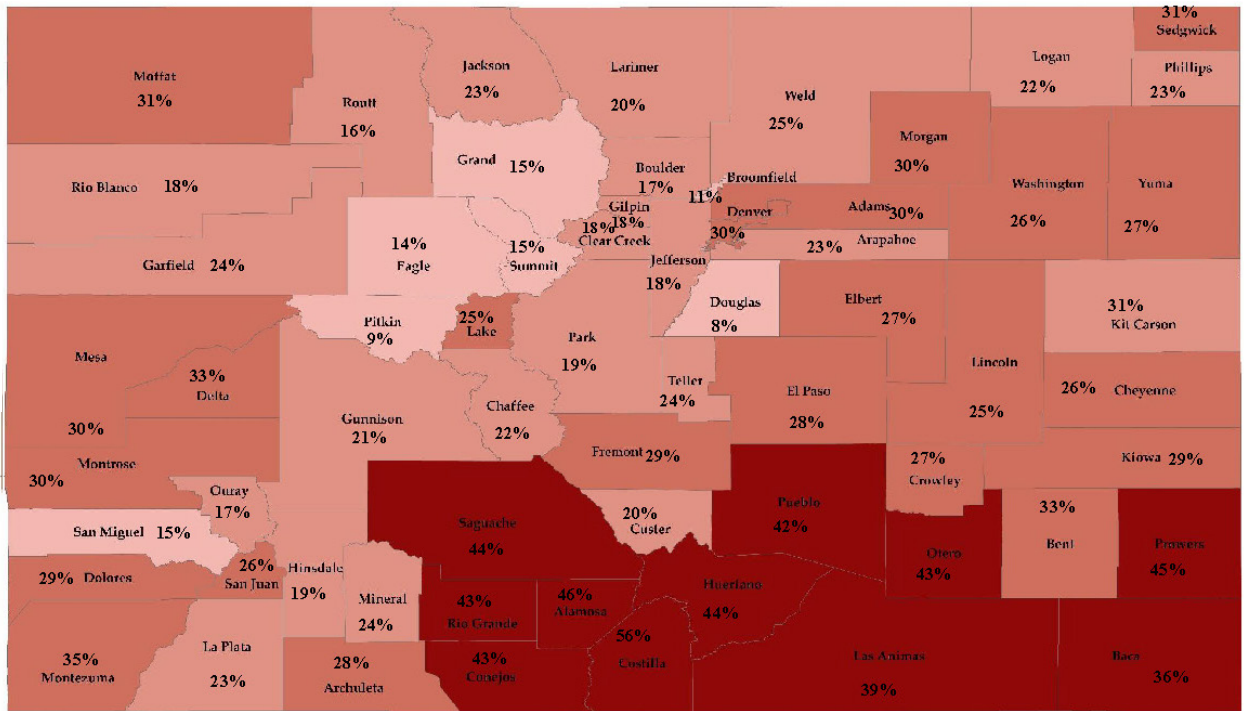 31%
Sedgwick
Moffat
31%
Routt
16%
Jackson
23%
Larimer
20%
Weld
25%
Logan
22%
Phillips
23%
Morgan
30%
Washington
26%
Yuma
27%
Rio Blanco 18%
Grand 15%
Boulder
17%
Gilpin
18%
18%
Clear Creek
Broomfield
11%
Denver
30%
Adams 30%
23% Arapahoe
Garfield 24%
14%
Eagle
15%
Summit
Jefferson
18%
Douglas
8%
Elbert
27%
31%
Kit Carson
Pitkin
9%
25%
Lake
Park
19%
Mesa
30%
33%
Delta
Teller
24%
El Paso
28%
Lincoln
25%
26% Cheyenne
Gunnison
21%
Chaffee
22%
Fremont 29%
27%
Crowley
Kiowa 29%
Montrose
30%
Ouray
17%
San Miguel 15%
Saguache
44%
20%
Custer
Pueblo
42%
Otero
43%
33%
Bent
Prowers
45%
29% Dolores
26%
San Juan
Hinsdale
19%
Mineral
24%
43%
Rio Grande
46%
Alamosa
Huerfano
44%
35%
Montezuma
La Plata
23%
28%
Archuleta
43%
Conejos
56%
Costilla
Las Animas
39%
Baca
36%